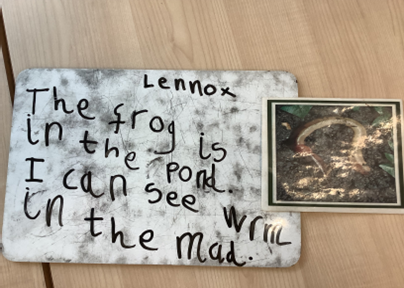 Lennox
The frog is
in the pond.
I can see wrm
in the mad.